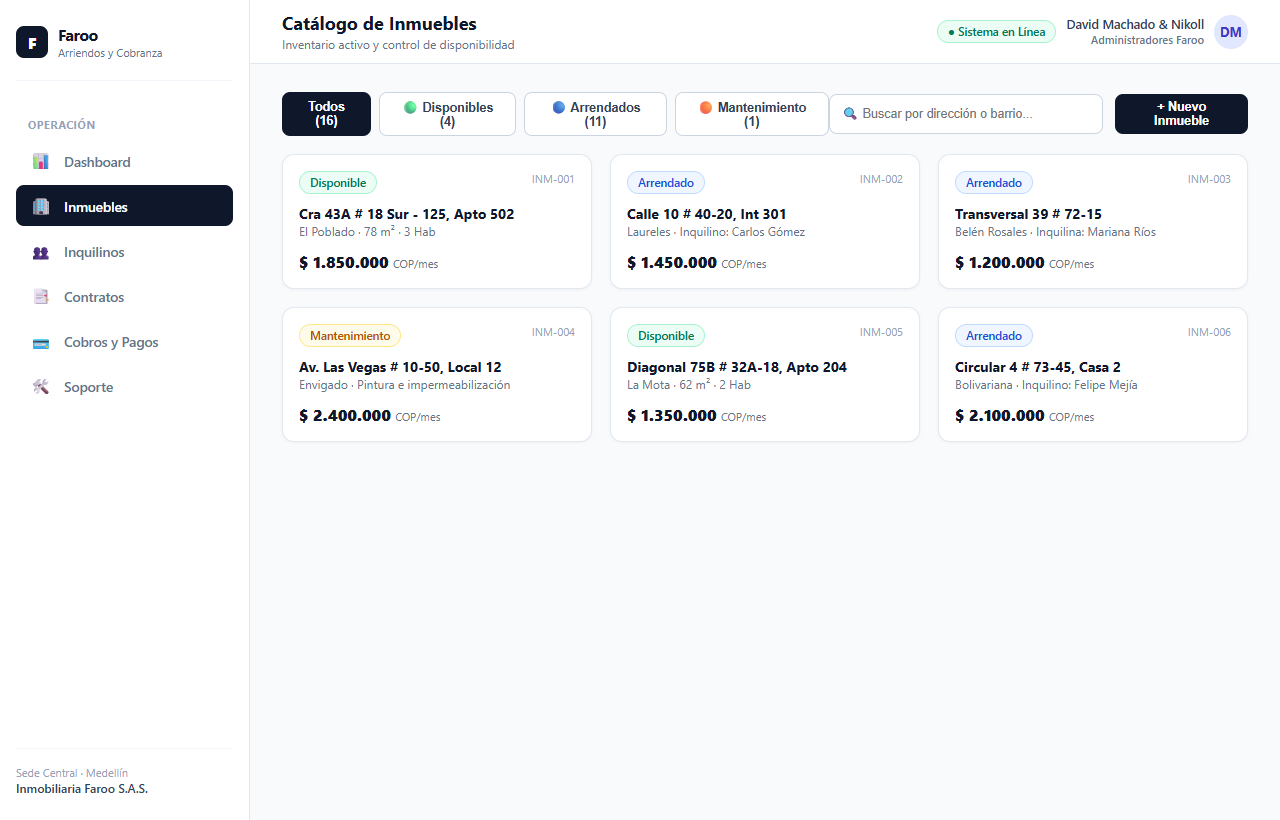 F
Faroo
Arriendos y Cobranza
OPERACIÓN
Dashboard
Inmuebles
Inquilinos
Contratos
Cobros y Pagos
Soporte
Sede Central · Medellín
Inmobiliaria Faroo S.A.S.
Catálogo de Inmuebles
Inventario activo y control de disponibilidad
● Sistema en Línea
David Machado & Nikoll
Administradores Faroo
DM
Todos
(16)
Disponibles
(4)
Arrendados
(11)
Mantenimiento
(1)
Buscar por dirección o barrio...
+ Nuevo
Inmueble
Disponible
INM-001
Cra 43A # 18 Sur - 125, Apto 502
El Poblado · 78 m² · 3 Hab
$ 1.850.000 COP/mes
Arrendado
INM-002
Calle 10 # 40-20, Int 301
Laureles · Inquilino: Carlos Gómez
$ 1.450.000 COP/mes
Arrendado
INM-003
Transversal 39 # 72-15
Belén Rosales · Inquilina: Mariana Ríos
$ 1.200.000 COP/mes
Mantenimiento
INM-004
Av. Las Vegas # 10-50, Local 12
Envigado · Pintura e impermeabilización
$ 2.400.000 COP/mes
Disponible
INM-005
Diagonal 75B # 32A-18, Apto 204
La Mota · 62 m² · 2 Hab
$ 1.350.000 COP/mes
Arrendado
INM-006
Circular 4 # 73-45, Casa 2
Bolivariana · Inquilino: Felipe Mejía
$ 2.100.000 COP/mes